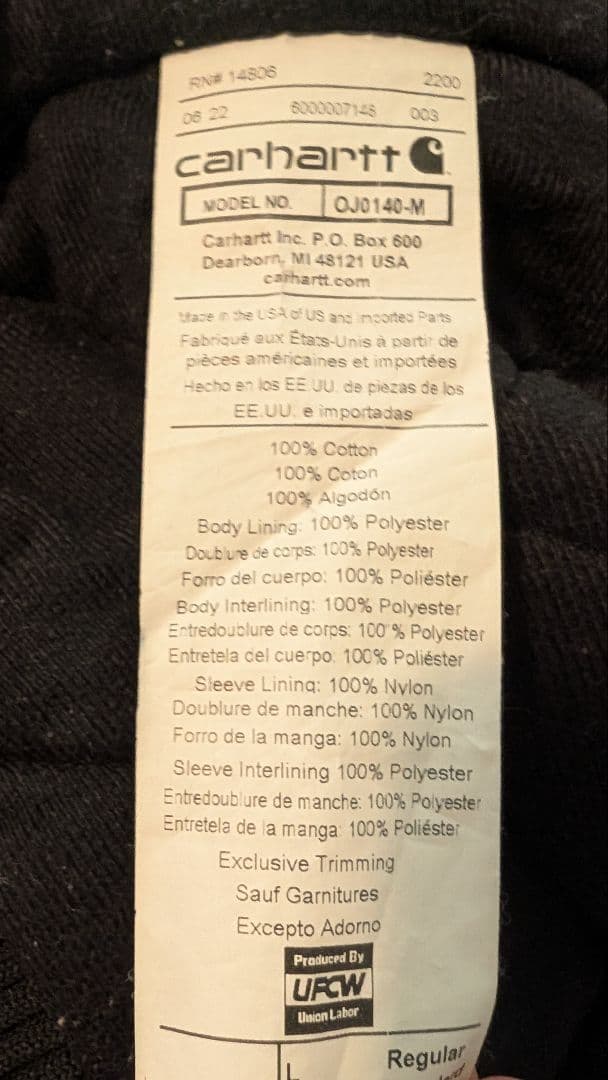 RN# 14806 2200
06 22 6000007148 003
carhartt
MODEL NO. OJ0140-M
Carhartt Inc. P.O. Box 600
Dearborn, MI 48121 USA
carhartt.com
Made in the USA of US and Imported Parts
Fabriqué aux États-Unis à partir de
pièces américaines et importées
Hecho en los EE.UU. de piezas de los
EE.UU. e importadas
100% Cotton
100% Coton
100% Algodón
Body Lining: 100% Polyester
Doublure de corps: 100% Polyester
Forro del cuerpo: 100% Poliéster
Body Interlining: 100% Polyester
Entredoublure de corps: 100 % Polyester
Entretela del cuerpo: 100% Poliéster
Sleeve Lining: 100% Nylon
Doublure de manche: 100% Nylon
Forro de la manga: 100% Nylon
Sleeve Interlining 100% Polyester
Entredoublure de manche: 100% Polyester
Entretela de la manga: 100% Poliéster
Exclusive Trimming
Sauf Garnitures
Excepto Adorno
Produced By
UFCW
Union Labor
L Regular